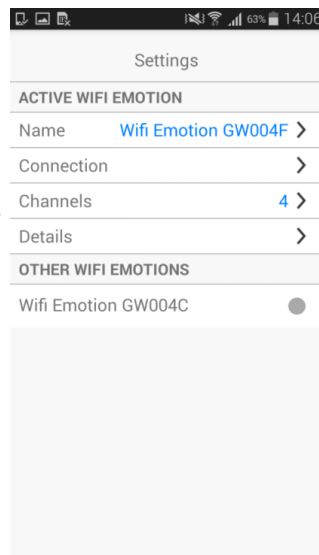 63% 14:06
Settings
ACTIVE WIFI EMOTION
Name Wifi Emotion GW004F
Connection
Channels 4
Details
OTHER WIFI EMOTIONS
Wifi Emotion GW004C